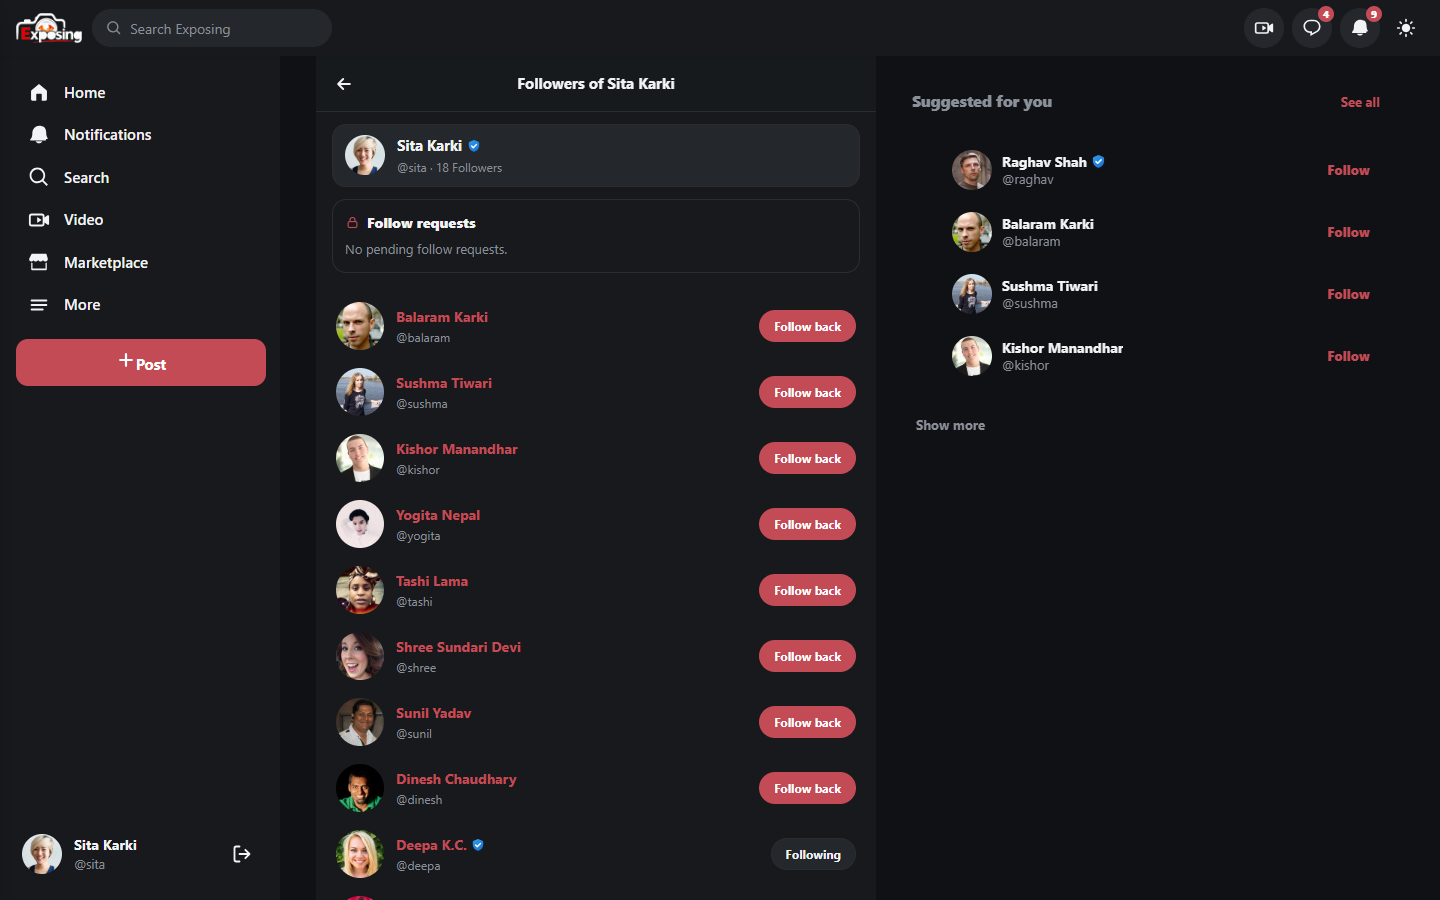 Exposing
Search Exposing
4
9
Home
Notifications
Search
Video
Marketplace
More
Post
Sita Karki
@sita
Followers of Sita Karki
Sita Karki
@sita · 18 Followers
Follow requests
No pending follow requests.
Balaram Karki
@balaram
Follow back
Sushma Tiwari
@sushma
Follow back
Kishor Manandhar
@kishor
Follow back
Yogita Nepal
@yogita
Follow back
Tashi Lama
@tashi
Follow back
Shree Sundari Devi
@shree
Follow back
Sunil Yadav
@sunil
Follow back
Dinesh Chaudhary
@dinesh
Follow back
Deepa K.C.
@deepa
Following
Suggested for you
See all
Raghav Shah
@raghav
Follow
Balaram Karki
@balaram
Follow
Sushma Tiwari
@sushma
Follow
Kishor Manandhar
@kishor
Follow
Show more